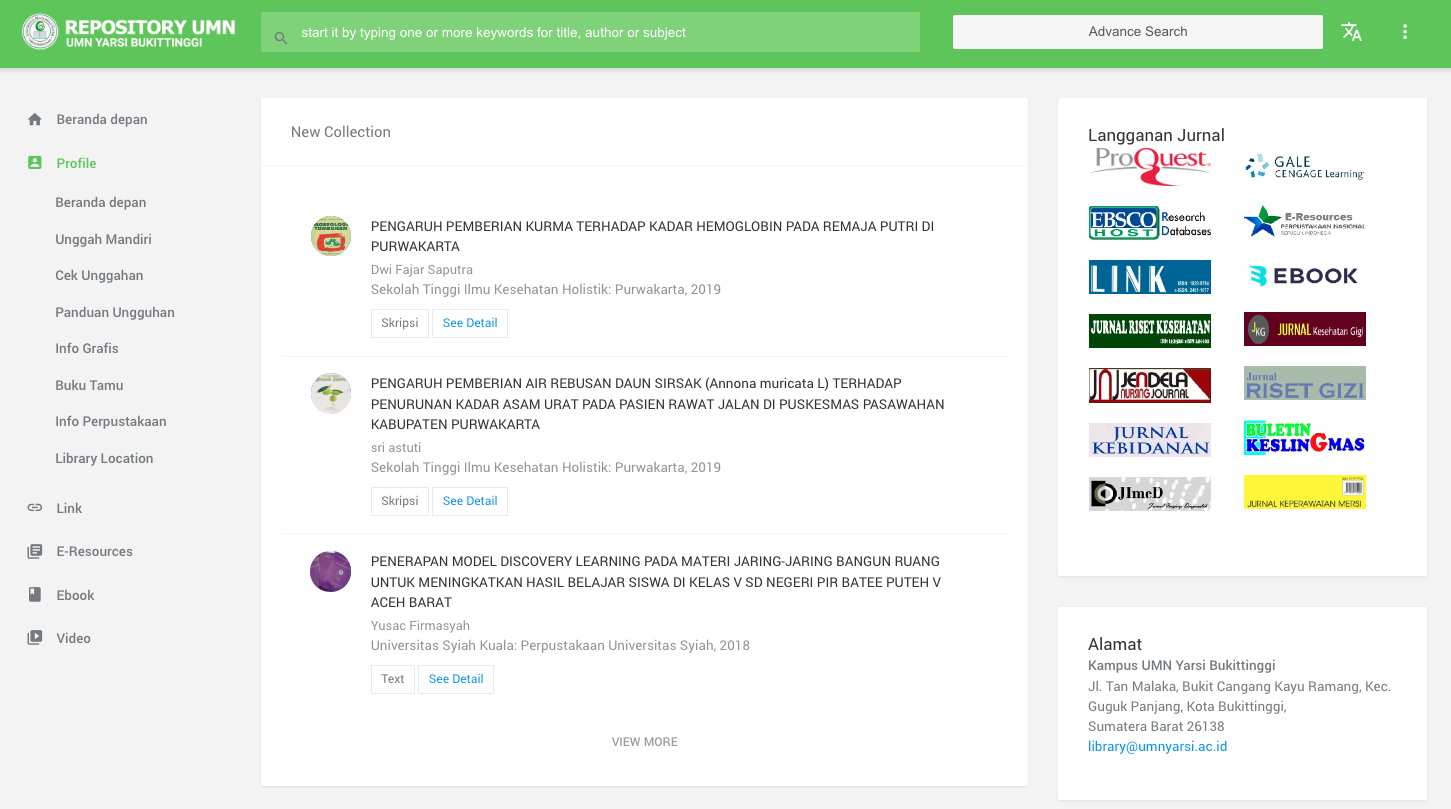 REPOSITORY UMN
UMN YARSI BUKITTINGGI
start it by typing one or more keywords for title, author or subject
Advance Search
Beranda depan
Profile
Beranda depan
Unggah Mandiri
Cek Unggahan
Panduan Ungguhan
Info Grafis
Buku Tamu
Info Perpustakaan
Library Location
Link
E-Resources
Ebook
Video
New Collection
PENGARUH PEMBERIAN KURMA TERHADAP KADAR HEMOGLOBIN PADA REMAJA PUTRI DI
PURWAKARTA
Dwi Fajar Saputra
Sekolah Tinggi Ilmu Kesehatan Holistik: Purwakarta, 2019
Skripsi See Detail
PENGARUH PEMBERIAN AIR REBUSAN DAUN SIRSAK (Annona muricata L) TERHADAP
PENURUNAN KADAR ASAM URAT PADA PASIEN RAWAT JALAN DI PUSKESMAS PASAWAHAN
KABUPATEN PURWAKARTA
sri astuti
Sekolah Tinggi Ilmu Kesehatan Holistik: Purwakarta, 2019
Skripsi See Detail
PENERAPAN MODEL DISCOVERY LEARNING PADA MATERI JARING-JARING BANGUN RUANG
UNTUK MENINGKATKAN HASIL BELAJAR SISWA DI KELAS V SD NEGERI PIR BATEE PUTEH V
ACEH BARAT
Yusac Firmasyah
Universitas Syiah Kuala: Perpustakaan Universitas Syiah, 2018
Text See Detail
VIEW MORE
Langganan Jurnal
ProQuest
GALE
CENGAGE Learning
EBSCO Research
HOST Databases
E-Resources
PERPUSTAKAAN NASIONAL
REPUBLIK INDONESIA
LINK
EBOOK
JURNAL RISET KESEHATAN
JKG JURNAL Kesehatan Gigi
JNJ JENDELA
NURSING JOURNAL
Jurnal
RISET GIZI
JURNAL
KEBIDANAN
BULETIN
KESLINGMAS
JImeD
JURNAL KEPERAWATAN MERSI
Alamat
Kampus UMN Yarsi Bukittinggi
Jl. Tan Malaka, Bukit Cangang Kayu Ramang, Kec.
Guguk Panjang, Kota Bukittinggi,
Sumatera Barat 26138
library@umnyarsi.ac.id